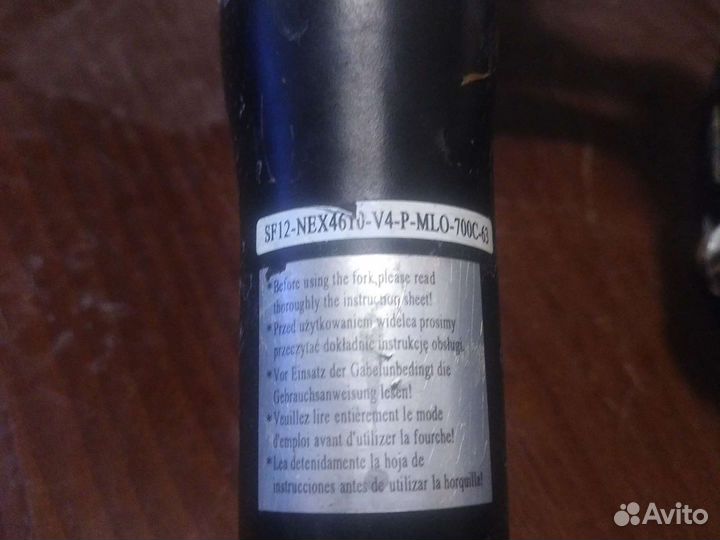 SF12-NEX4610-V4-P-MLO-700C-63
*Before using the fork,please read
thoroughly the instruction sheet!
*Przed użytkowaniem widelca prosimy
przeczytać dokładnie instrukcję obsługi.
*Vor Einsatz der Gabelunbedingt die
Gebrauchsanweisung lesen!
*Veuillez lire entièrement le mode
d'emploi avant d'utilizer la fourche!
*Lea detenidamente la hoja de
instrucciones antes de utilizar la horquilla!
Avito